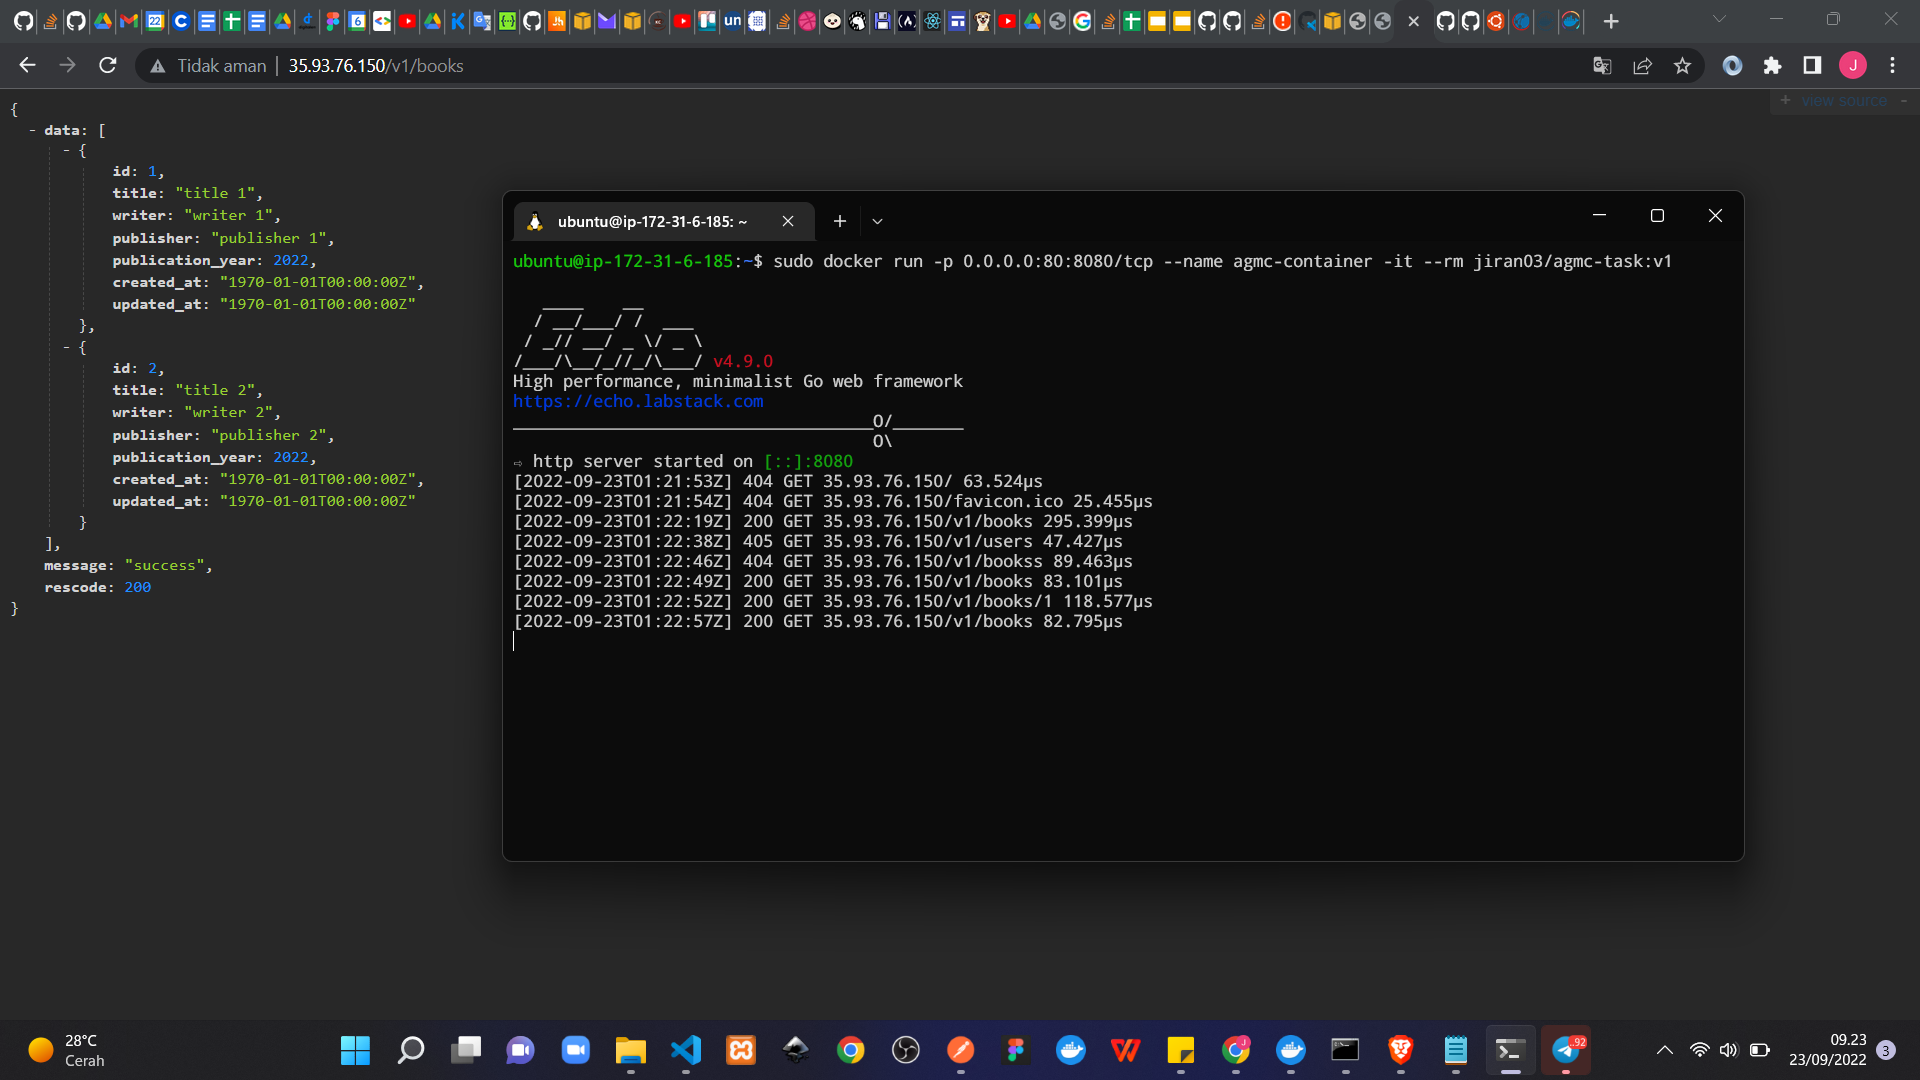 Tidak aman
35.93.76.150/v1/books
+ view source -
{
- data: [
- {
id: 1,
title: "title 1",
writer: "writer 1",
publisher: "publisher 1",
publication_year: 2022,
created_at: "1970-01-01T00:00:00Z",
updated_at: "1970-01-01T00:00:00Z"
},
- {
id: 2,
title: "title 2",
writer: "writer 2",
publisher: "publisher 2",
publication_year: 2022,
created_at: "1970-01-01T00:00:00Z",
updated_at: "1970-01-01T00:00:00Z"
}
],
message: "success",
rescode: 200
}
ubuntu@ip-172-31-6-185: ~
ubuntu@ip-172-31-6-185:~$ sudo docker run -p 0.0.0.0:80:8080/tcp --name agmc-container -it --rm jiran03/agmc-task:v1
   ____    __
  / __/___/ /  ___
 / _// __/ _ \/ _ \
/___/\__/_//_/\___/ v4.9.0
High performance, minimalist Go web framework
https://echo.labstack.com
____________________________________O/_______
                                    O\
⇨ http server started on [::]:8080
[2022-09-23T01:21:53Z] 404 GET 35.93.76.150/ 63.524µs
[2022-09-23T01:21:54Z] 404 GET 35.93.76.150/favicon.ico 25.455µs
[2022-09-23T01:22:19Z] 200 GET 35.93.76.150/v1/books 295.399µs
[2022-09-23T01:22:38Z] 405 GET 35.93.76.150/v1/users 47.427µs
[2022-09-23T01:22:46Z] 404 GET 35.93.76.150/v1/bookss 89.463µs
[2022-09-23T01:22:49Z] 200 GET 35.93.76.150/v1/books 83.101µs
[2022-09-23T01:22:52Z] 200 GET 35.93.76.150/v1/books/1 118.577µs
[2022-09-23T01:22:57Z] 200 GET 35.93.76.150/v1/books 82.795µs
28°C
Cerah
..92
09.23
23/09/2022
3